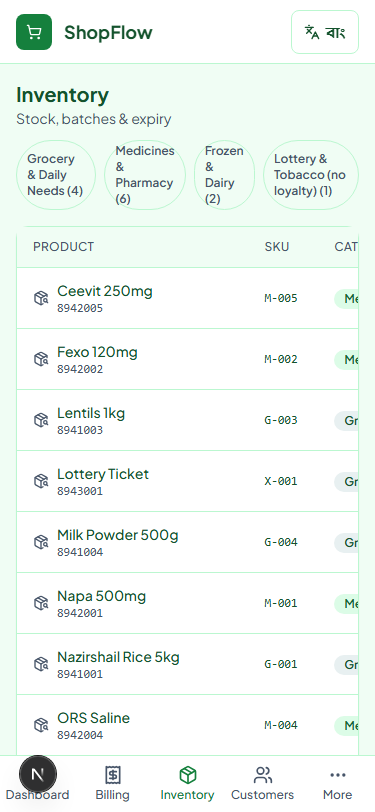 ShopFlow
বাং
Inventory
Stock, batches & expiry
Grocery
& Daily
Needs (4)
Medicines
&
Pharmacy
(6)
Frozen
&
Dairy
(2)
Lottery &
Tobacco (no
loyalty) (1)
PRODUCT SKU CAT
Ceevit 250mg
8942005
M-005 Me
Fexo 120mg
8942002
M-002 Me
Lentils 1kg
8941003
G-003 Gr
Lottery Ticket
8943001
X-001 Gr
Milk Powder 500g
8941004
G-004 Gr
Napa 500mg
8942001
M-001 Me
Nazirshail Rice 5kg
8941001
G-001 Gr
ORS Saline
8942004
M-004 Me
N
Dashboard Billing Inventory Customers More